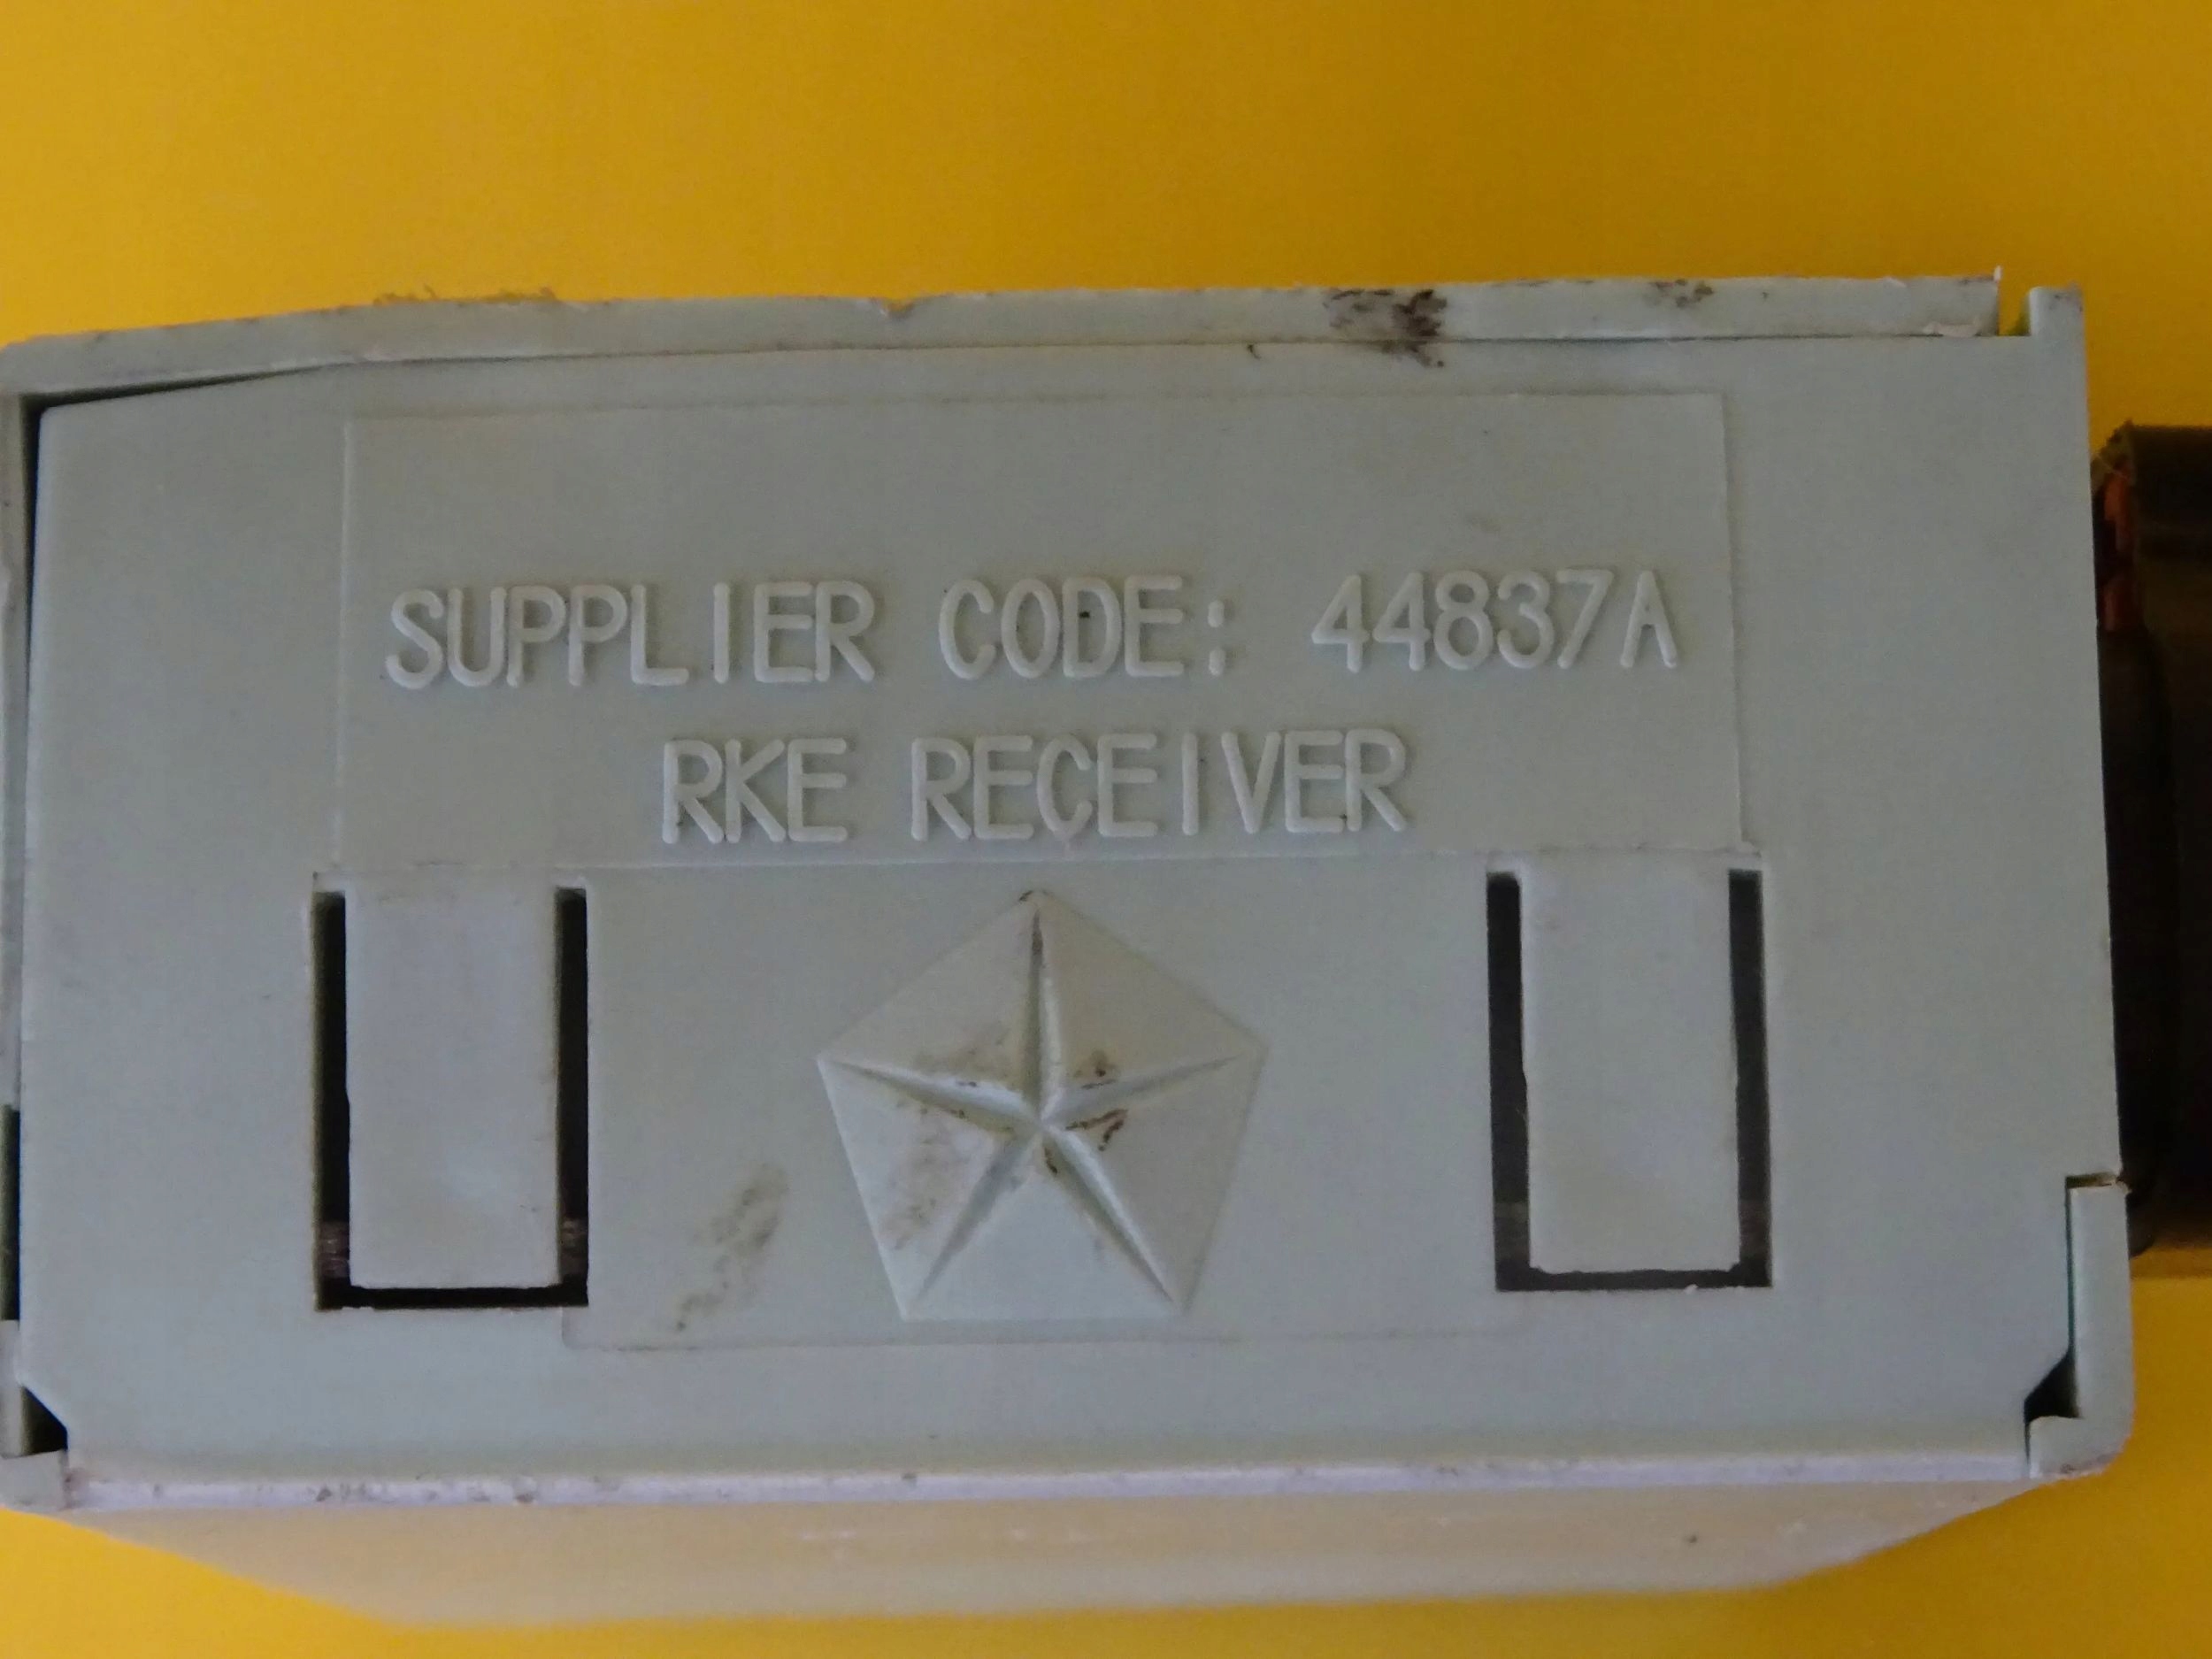 SUPPLIER CODE: 44837A
RKE RECEIVER